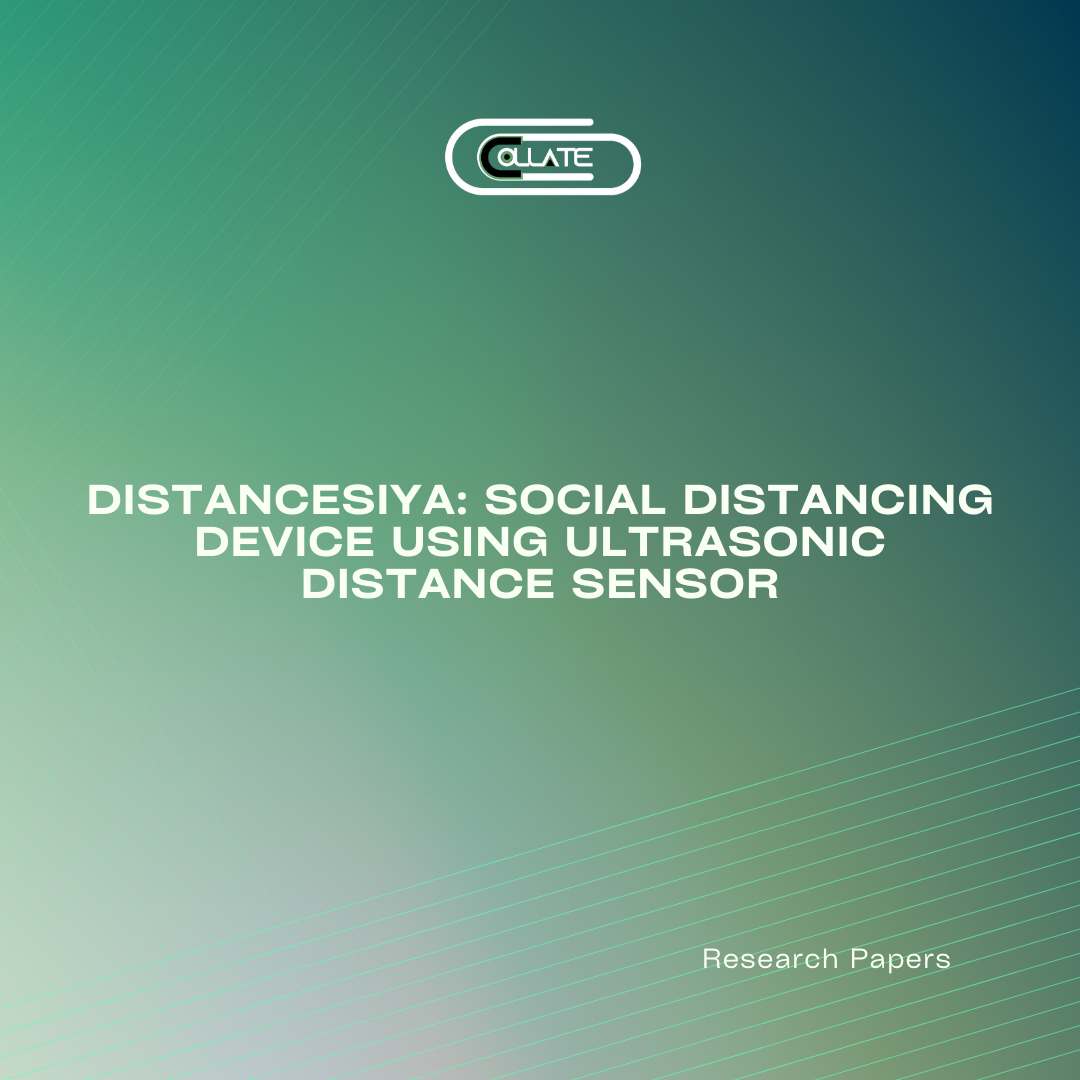 COLLATE
DISTANCESIYA: SOCIAL DISTANCING
DEVICE USING ULTRASONIC
DISTANCE SENSOR
Research Papers